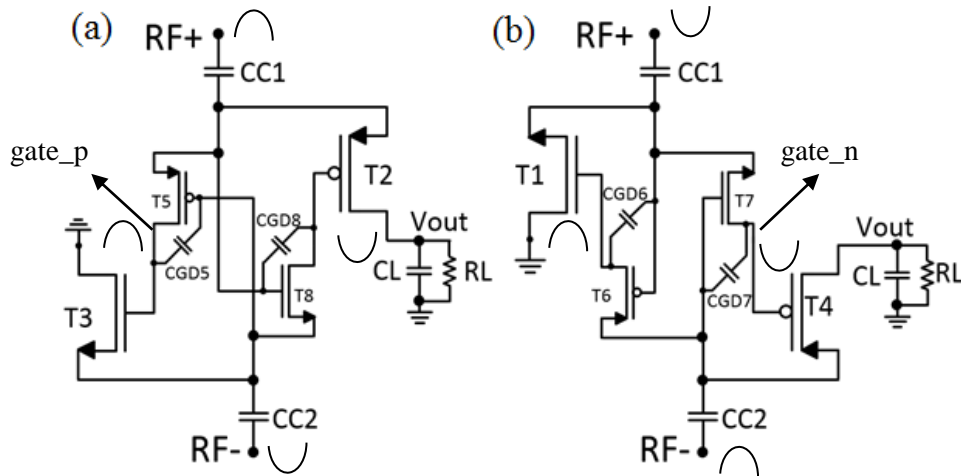 (a)
RF+
CC1
gate_p
T5
T2
CGD8
Vout
CGD5
CL
RL
T3
T8
CC2
RF-
(b)
RF+
CC1
gate_n
T1
T7
CGD6
Vout
T6
CGD7
T4
CL
RL
CC2
RF-